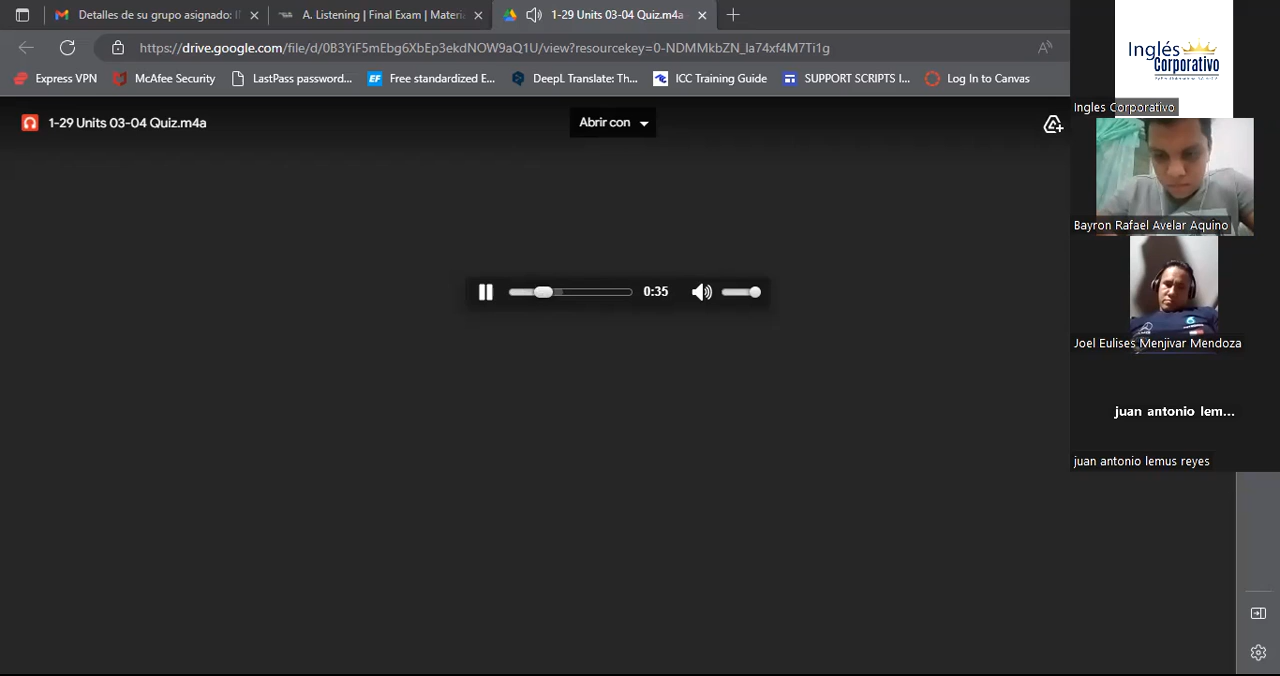 Detalles de su grupo asignado: I
A. Listening | Final Exam | Materia
1-29 Units 03-04 Quiz.m4a
https://drive.google.com/file/d/0B3YiF5mEbg6XbEp3ekdNOW9aQ1U/view?resourcekey=0-NDMMkbZN_la74xf4M7Ti1g
Express VPN
McAfee Security
LastPass password...
EF
Free standardized E...
DeepL Translate: Th...
ICC Training Guide
SUPPORT SCRIPTS I...
Log In to Canvas
1-29 Units 03-04 Quiz.m4a
Abrir con
0:35
Inglés
Corporativo
Ingles Corporativo
Bayron Rafael Avelar Aquino
Joel Eulises Menjivar Mendoza
juan antonio lem...
juan antonio lemus reyes